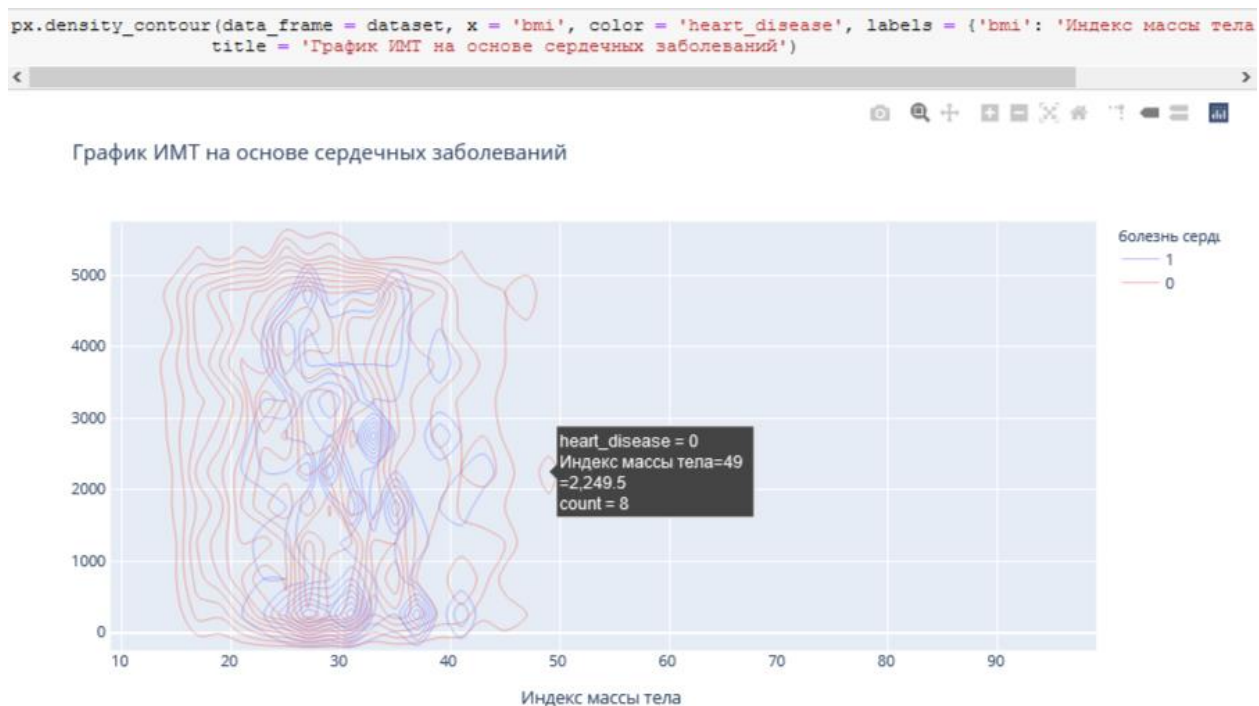 px.density_contour(data_frame = dataset, x = 'bmi', color = 'heart_disease', labels = {'bmi': 'Индекс массы тела
title = 'График ИМТ на основе сердечных заболеваний')
График ИМТ на основе сердечных заболеваний
болезнь серди
1
0
5000
4000
3000
2000
1000
0
heart_disease = 0
Индекс массы тела=49
=2,249.5
count = 8
10 20 30 40 50 60 70 80 90
Индекс массы тела